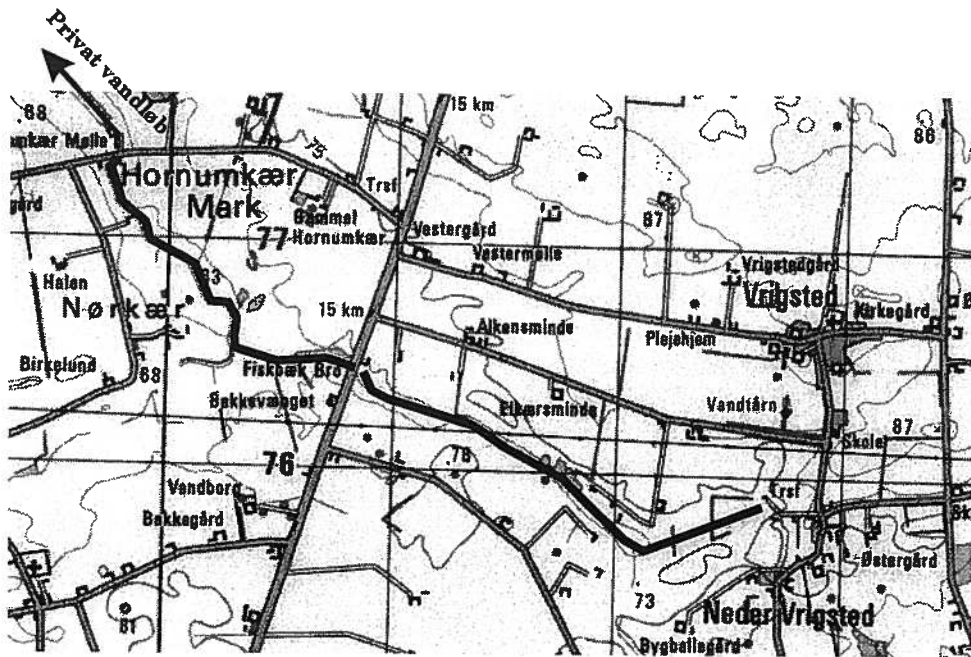 Privat vandløb
68
Mølle
15 km
86
75
Hornumkær
Mark
Trsf
87
Gammel
Hornumkær
77
Vestergård
Vestermølle
Vrigstedgård
Vrigsted
Kirkegård
Halen
Nørkær
15 km
Alkensminde
Plejehjem
Birkelund
68
Fiskbæk Bro
Bakkevænget
Elkærsminde
Vandtårn
Skole
87
76
78
Vandborg
Bakkegård
Trsf
Østergård
73
Neder Vrigsted
81
Bygballegård